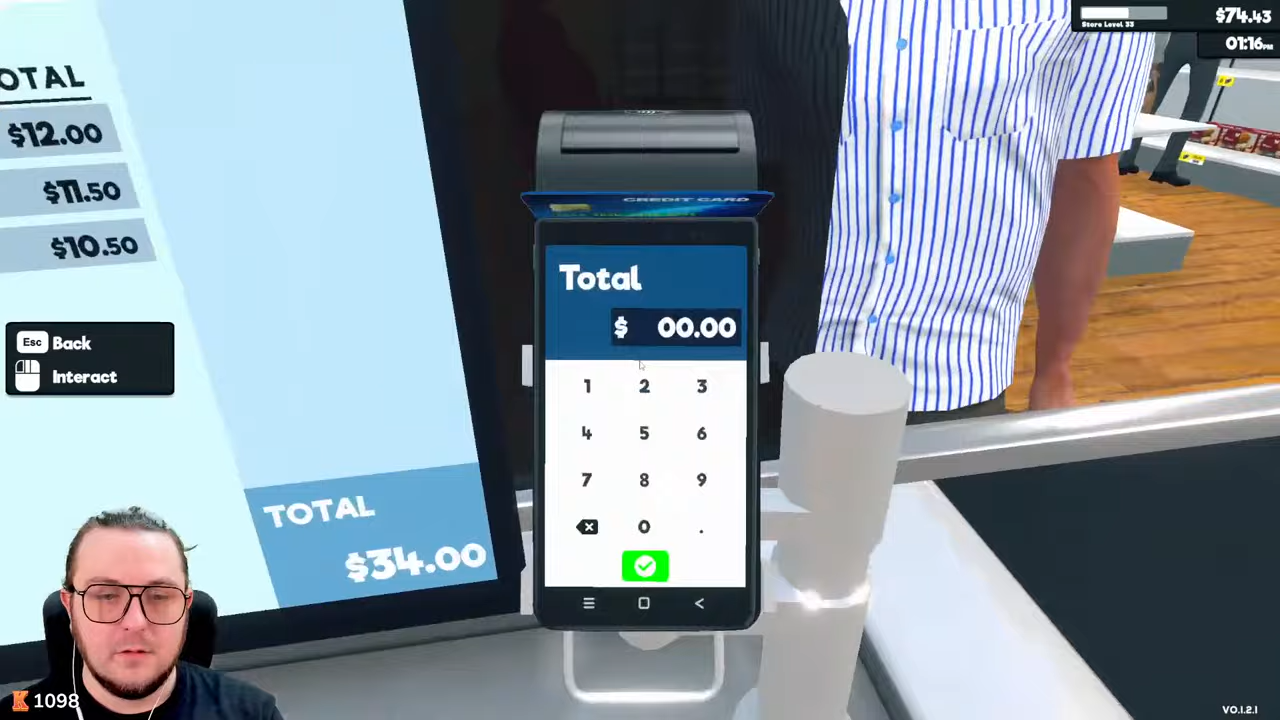 $74.43
Store Level 33
01:16PM
OTAL
$12.00
$11.50
$10.50
CREDIT CARD
Total
$ 00.00
Esc Back
Interact
1 2 3
4 5 6
7 8 9
0 .
TOTAL
$34.00
K 1098
V0.1.2.1